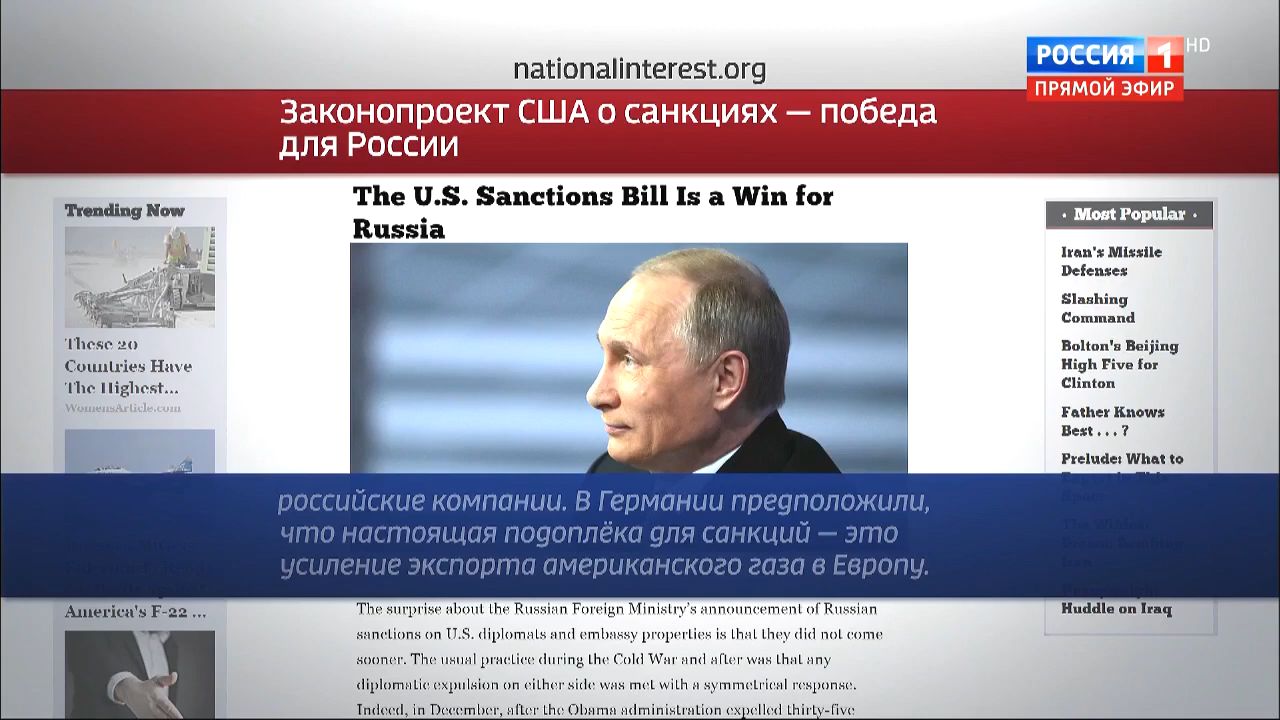 nationalinterest.org
РОССИЯ 1 HD
ПРЯМОЙ ЭФИР
Законопроект США о санкциях — победа
для России
The U.S. Sanctions Bill Is a Win for
Russia
Trending Now
These 20
Countries Have
The Highest...
WomensArticle.com
America's F-22 ...
· Most Popular ·
Iran's Missile
Defenses
Slashing
Command
Bolton's Beijing
High Five for
Clinton
Father Knows
Best . . . ?
Prelude: What to
Huddle on Iraq
российские компании. В Германии предположили,
что настоящая подоплёка для санкций — это
усиление экспорта американского газа в Европу.
The surprise about the Russian Foreign Ministry's announcement of Russian
sanctions on U.S. diplomats and embassy properties is that they did not come
sooner. The usual practice during the Cold War and after was that any
diplomatic expulsion on either side was met with a symmetrical response.
Indeed, in December, after the Obama administration expelled thirty-five